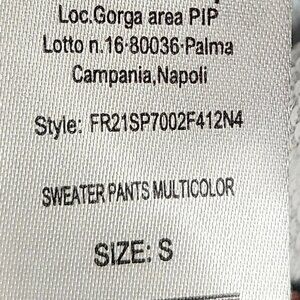 Loc.Gorga area PIP
Lotto n.16-80036-Palma
Campania,Napoli
Style: FR21SP7002F412N4
SWEATER PANTS MULTICOLOR
SIZE: S